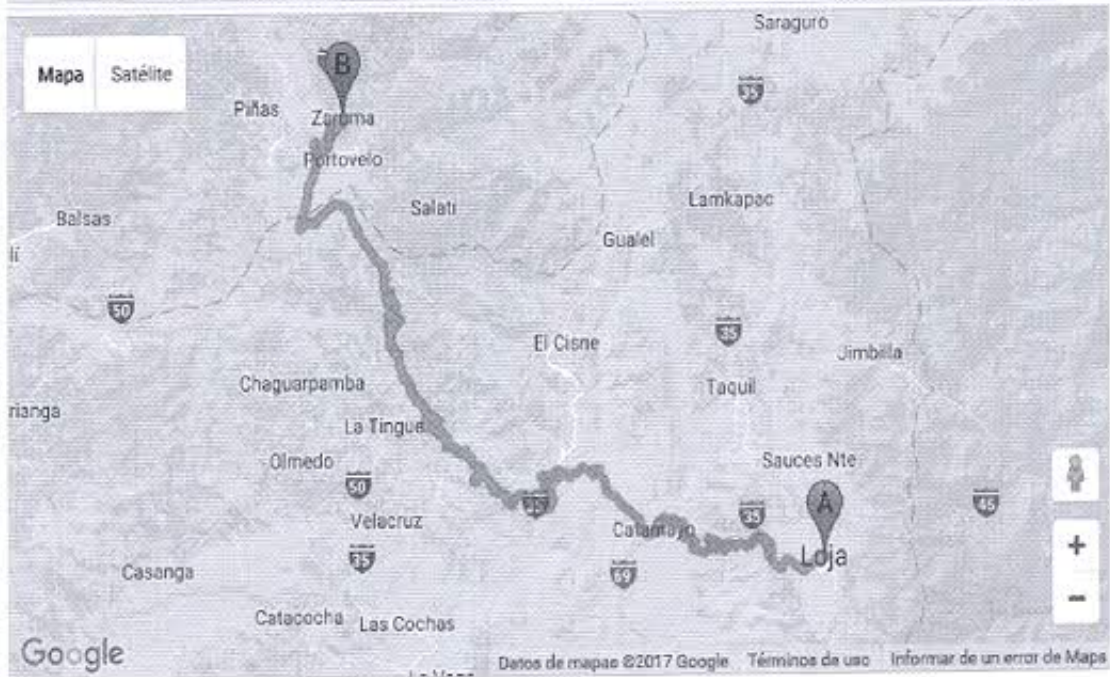 Saraguro
Mapa Satélite
B
35
Piñas
Zaruma
Portovelo
Lamkapac
Salati
Balsas
Gualel
lí
50
35
El Cisne
Jimbilla
Chaguarpamba
Taquil
rianga
La Tingue
Olmedo
Sauces Nte
50
A
35
45
35
Velacruz
Catamayo
+
Loja
35
69
Casanga
−
Catacocha
Las Cochas
Google
Datos de mapas ©2017 Google Términos de uso Informar de un error de Maps